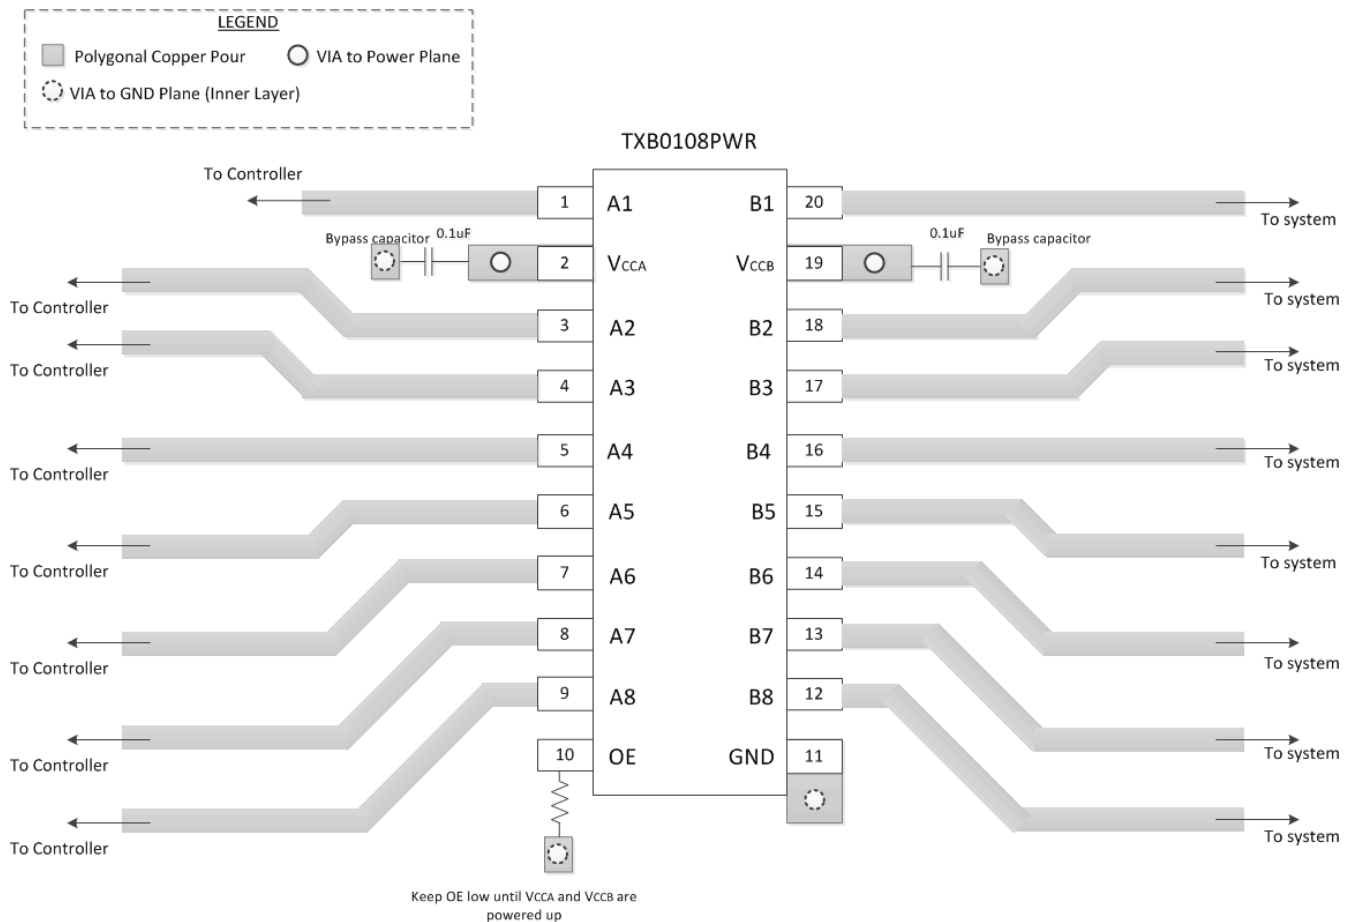 LEGEND
Polygonal Copper Pour
VIA to Power Plane
VIA to GND Plane (Inner Layer)
TXB0108PWR
To Controller
1 A1 B1 20
To system
Bypass capacitor 0.1uF
2 VCCA VCCB 19
0.1uF Bypass capacitor
To Controller
3 A2 B2 18
To system
To Controller
4 A3 B3 17
To system
5 A4 B4 16
To Controller
To system
6 A5 B5 15
To Controller
To system
7 A6 B6 14
To Controller
To system
8 A7 B7 13
To Controller
To system
9 A8 B8 12
10 OE GND 11
To Controller
To system
Keep OE low until VCCA and VCCB are
powered up